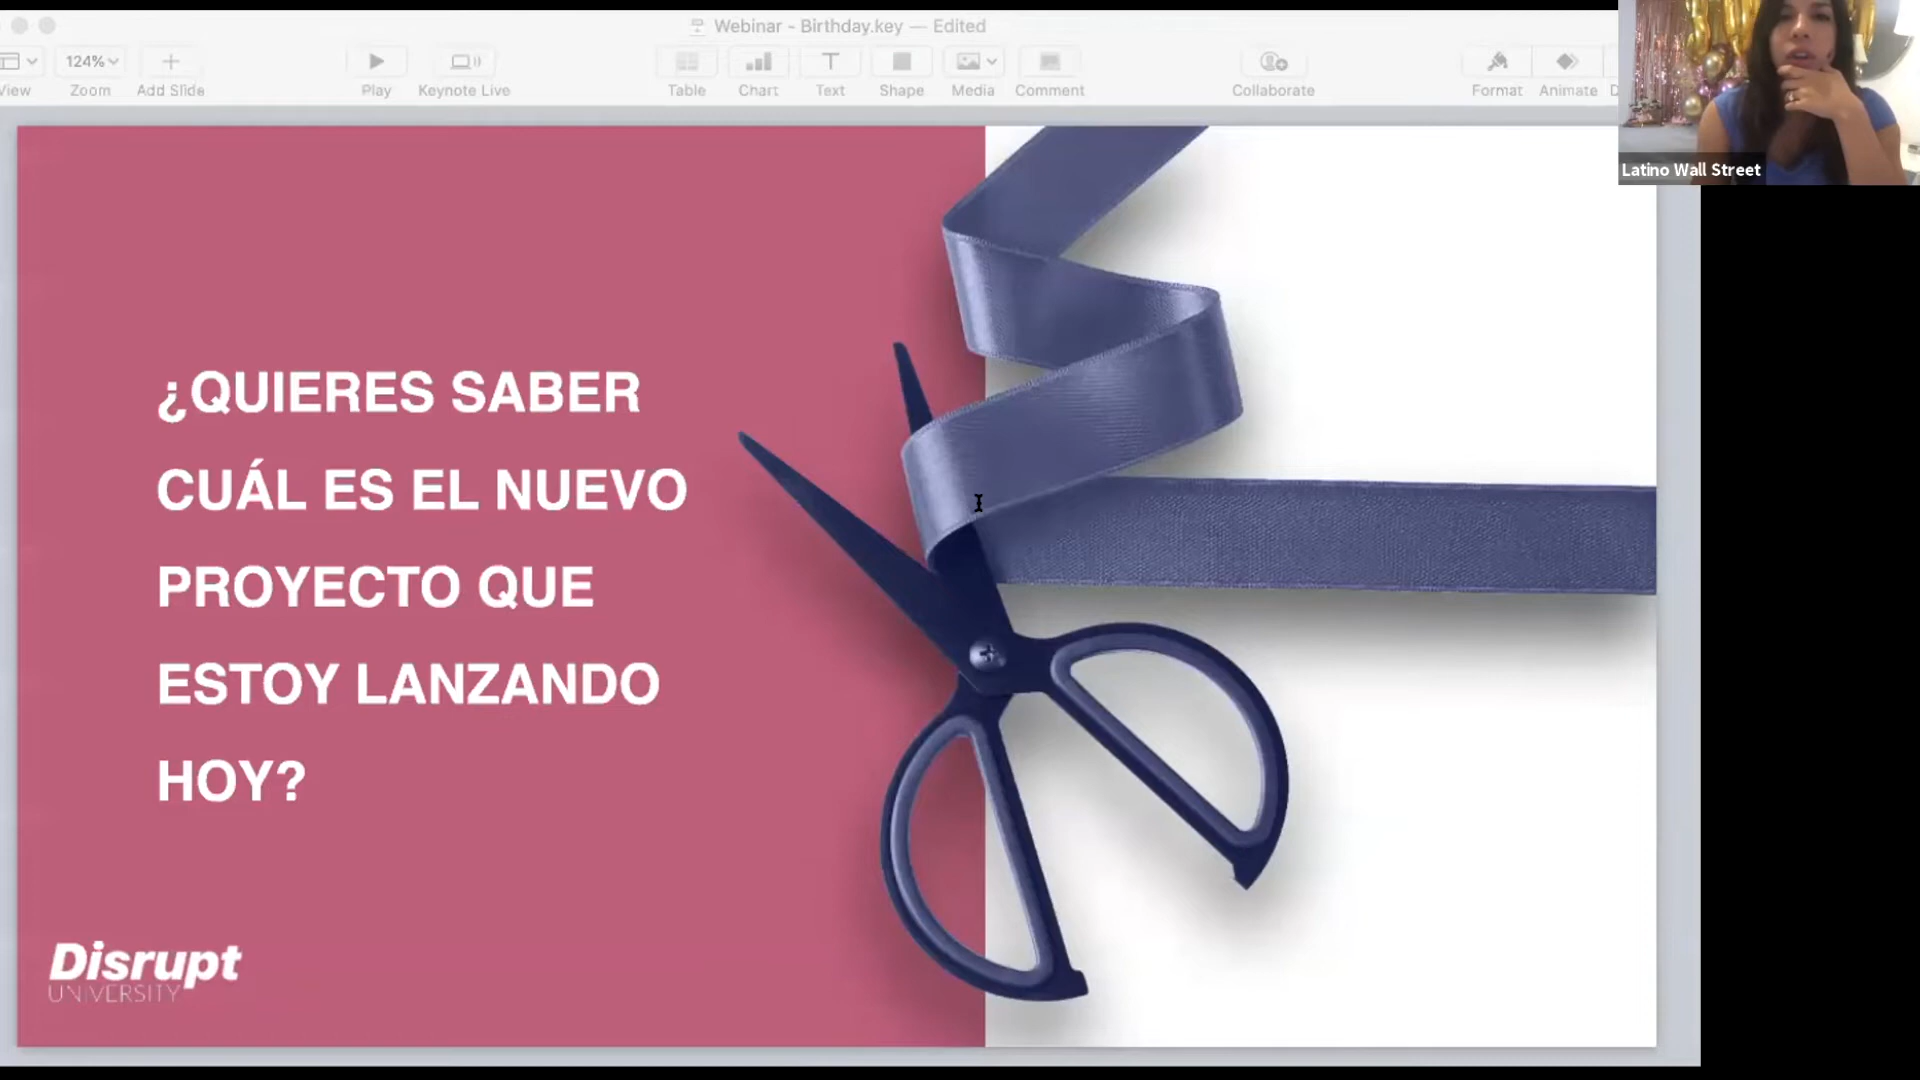 Webinar - Birthday.key — Edited
124%
View
Zoom
Add Slide
Play
Keynote Live
Table
Chart
Text
Shape
Media
Comment
Collaborate
Format
Animate
D
Latino Wall Street
¿QUIERES SABER
CUÁL ES EL NUEVO
PROYECTO QUE
ESTOY LANZANDO
HOY?
Disrupt
UNIVERSITY